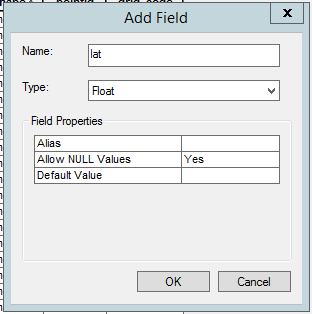 Add Field
X
Name:
lat
Type:
Float
Field Properties
Alias
Allow NULL Values Yes
Default Value
OK Cancel